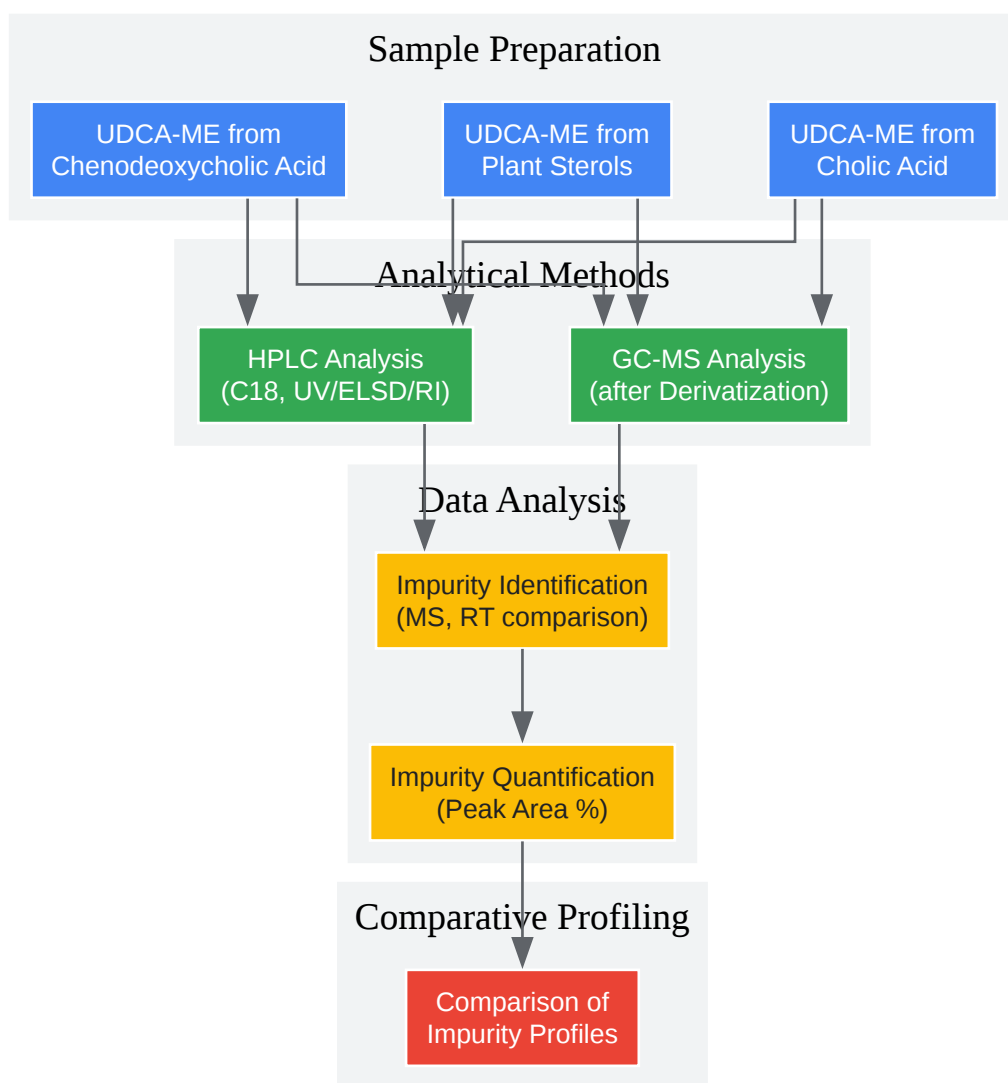 Sample Preparation
UDCA-ME from
Chenodeoxycholic Acid
UDCA-ME from
Plant Sterols
UDCA-ME from
Cholic Acid
Analytical Methods
HPLC Analysis
(C18, UV/ELSD/RI)
GC-MS Analysis
(after Derivatization)
Data Analysis
Impurity Identification
(MS, RT comparison)
Impurity Quantification
(Peak Area %)
Comparative Profiling
Comparison of
Impurity Profiles